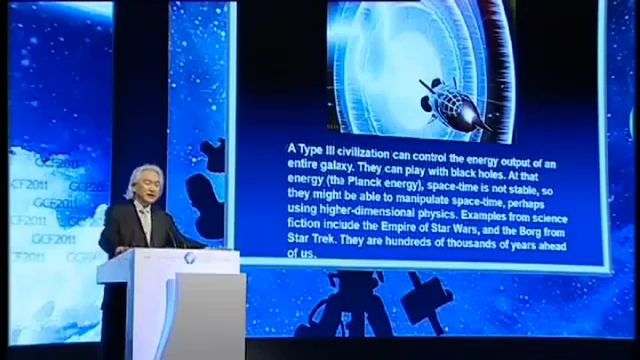 A Type III civilization can control the energy output of an
entire galaxy. They can play with black holes. At that
energy (the Planck energy), space-time is not stable, so
they might be able to manipulate space-time, perhaps
using higher-dimensional physics. Examples from science
fiction include the Empire of Star Wars, and the Borg from
Star Trek. They are hundreds of thousands of years ahead
of us.
GCF2011
GCF2011
GCF2011